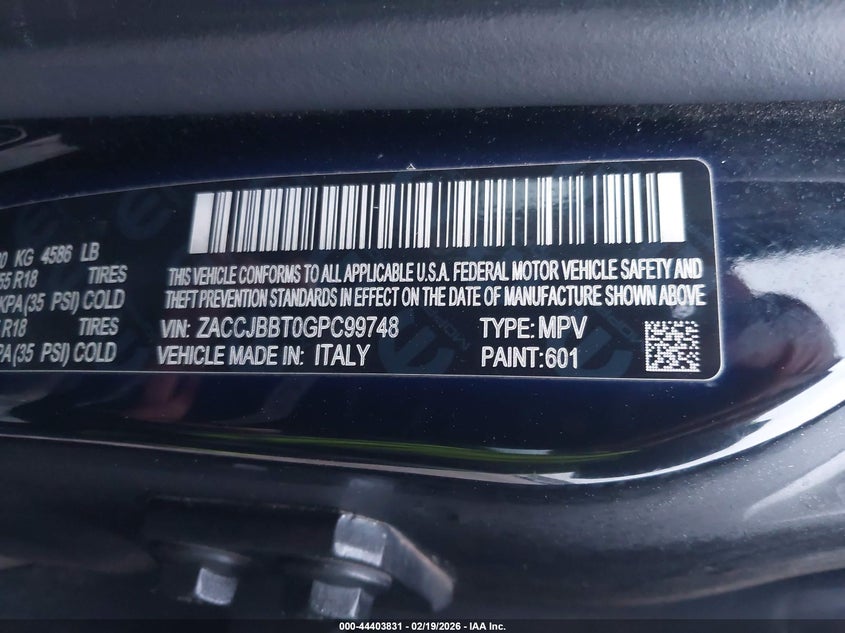 KG 4586 LB
55 R18 TIRES
KPA(35 PSI) COLD
R18 TIRES
PA(35 PSI) COLD
THIS VEHICLE CONFORMS TO ALL APPLICABLE U.S.A. FEDERAL MOTOR VEHICLE SAFETY AND
THEFT PREVENTION STANDARDS IN EFFECT ON THE DATE OF MANUFACTURE SHOWN ABOVE
VIN: ZACCJBBT0GPC99748 TYPE: MPV
VEHICLE MADE IN: ITALY PAINT:601
000-44403831 - 02/19/2026 - IAA Inc.